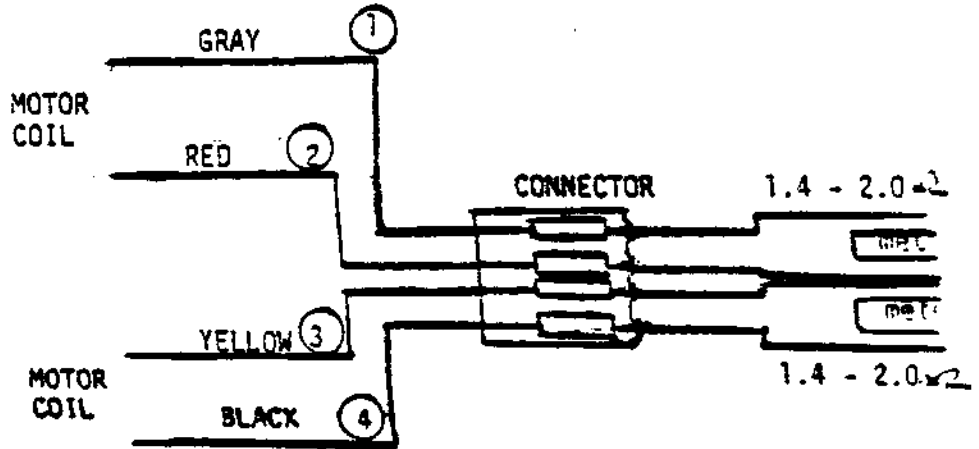 1
GRAY
MOTOR
COIL
RED
2
CONNECTOR
1.4 - 2.0 Ω
YELLOW
3
MOTOR
COIL
1.4 - 2.0 Ω
BLACK
4